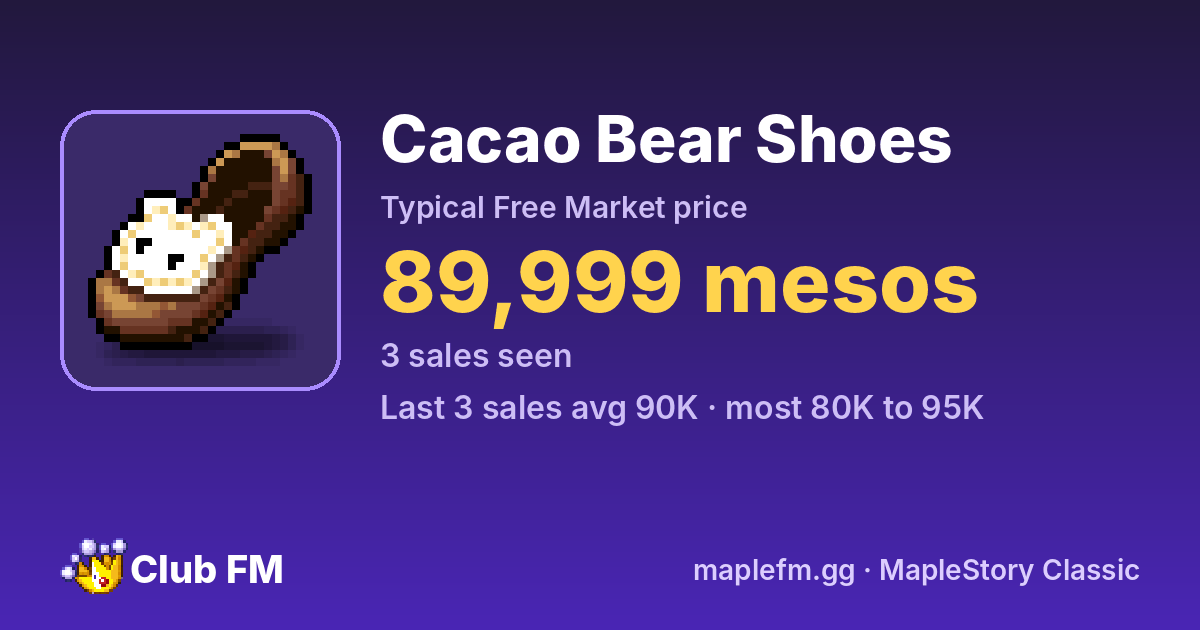 Cacao Bear Shoes
Typical Free Market price
89,999 mesos
3 sales seen
Last 3 sales avg 90K · most 80K to 95K
Club FM
maplefm.gg · MapleStory Classic